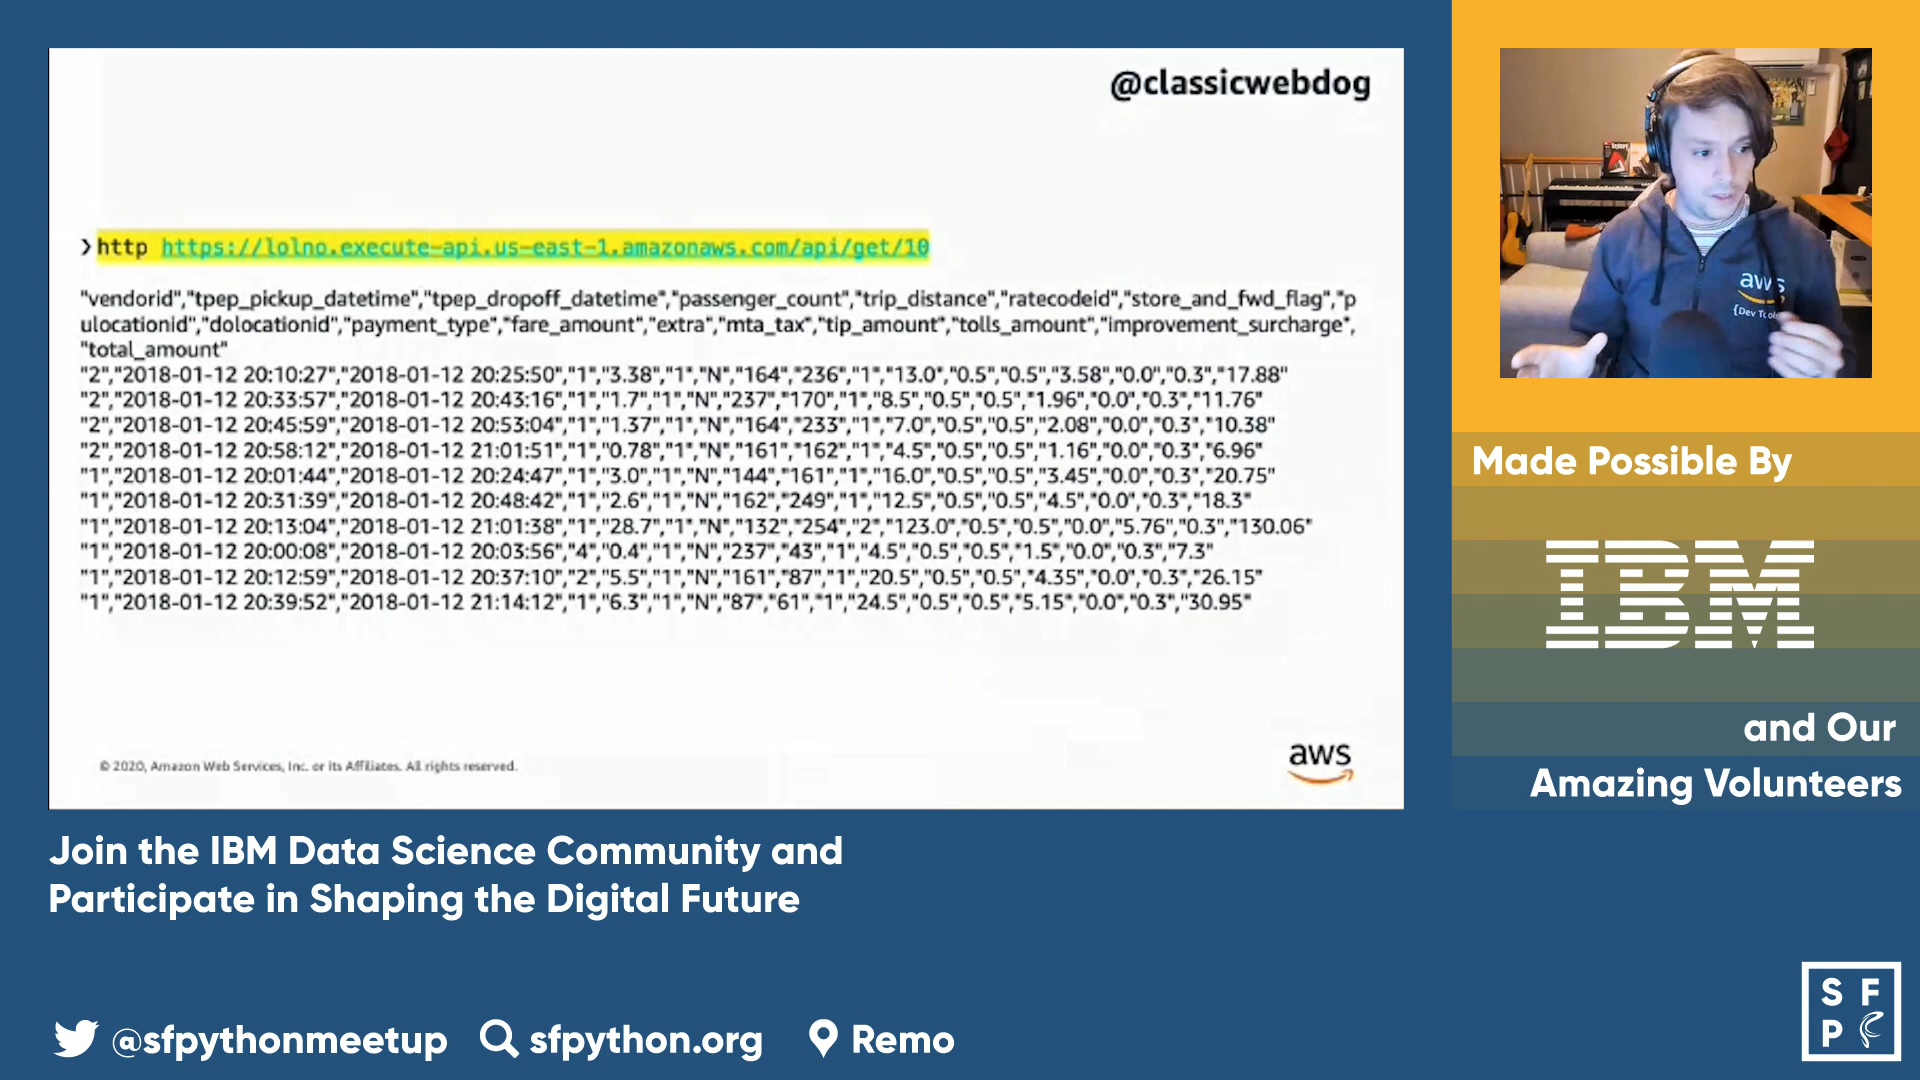 @classicwebdog
❯ http https://lolno.execute-api.us-east-1.amazonaws.com/api/get/10
"vendorid","tpep_pickup_datetime","tpep_dropoff_datetime","passenger_count","trip_distance","ratecodeid","store_and_fwd_flag","p
ulocationid","dolocationid","payment_type","fare_amount","extra","mta_tax","tip_amount","tolls_amount","improvement_surcharge",
"total_amount"
"2","2018-01-12 20:10:27","2018-01-12 20:25:50","1","3.38","1","N","164","236","1","13.0","0.5","0.5","3.58","0.0","0.3","17.88"
"2","2018-01-12 20:33:57","2018-01-12 20:43:16","1","1.7","1","N","237","170","1","8.5","0.5","0.5","1.96","0.0","0.3","11.76"
"2","2018-01-12 20:45:59","2018-01-12 20:53:04","1","1.37","1","N","164","233","1","7.0","0.5","0.5","2.08","0.0","0.3","10.38"
"2","2018-01-12 20:58:12","2018-01-12 21:01:51","1","0.78","1","N","161","162","1","4.5","0.5","0.5","1.16","0.0","0.3","6.96"
"1","2018-01-12 20:01:44","2018-01-12 20:24:47","1","3.0","1","N","144","161","1","16.0","0.5","0.5","3.45","0.0","0.3","20.75"
"1","2018-01-12 20:31:39","2018-01-12 20:48:42","1","2.6","1","N","162","249","1","12.5","0.5","0.5","4.5","0.0","0.3","18.3"
"1","2018-01-12 20:13:04","2018-01-12 21:01:38","1","28.7","1","N","132","254","2","123.0","0.5","0.5","0.0","5.76","0.3","130.06"
"1","2018-01-12 20:00:08","2018-01-12 20:03:56","4","0.4","1","N","237","43","1","4.5","0.5","0.5","1.5","0.0","0.3","7.3"
"1","2018-01-12 20:12:59","2018-01-12 20:37:10","2","5.5","1","N","161","87","1","20.5","0.5","0.5","4.35","0.0","0.3","26.15"
"1","2018-01-12 20:39:52","2018-01-12 21:14:12","1","6.3","1","N","87","61","1","24.5","0.5","0.5","5.15","0.0","0.3","30.95"
© 2020, Amazon Web Services, Inc. or its Affiliates. All rights reserved.
aws
aws
{Dev Tools
Made Possible By
IBM
and Our
Amazing Volunteers
Join the IBM Data Science Community and
Participate in Shaping the Digital Future
@sfpythonmeetup
sfpython.org
Remo
S F
P